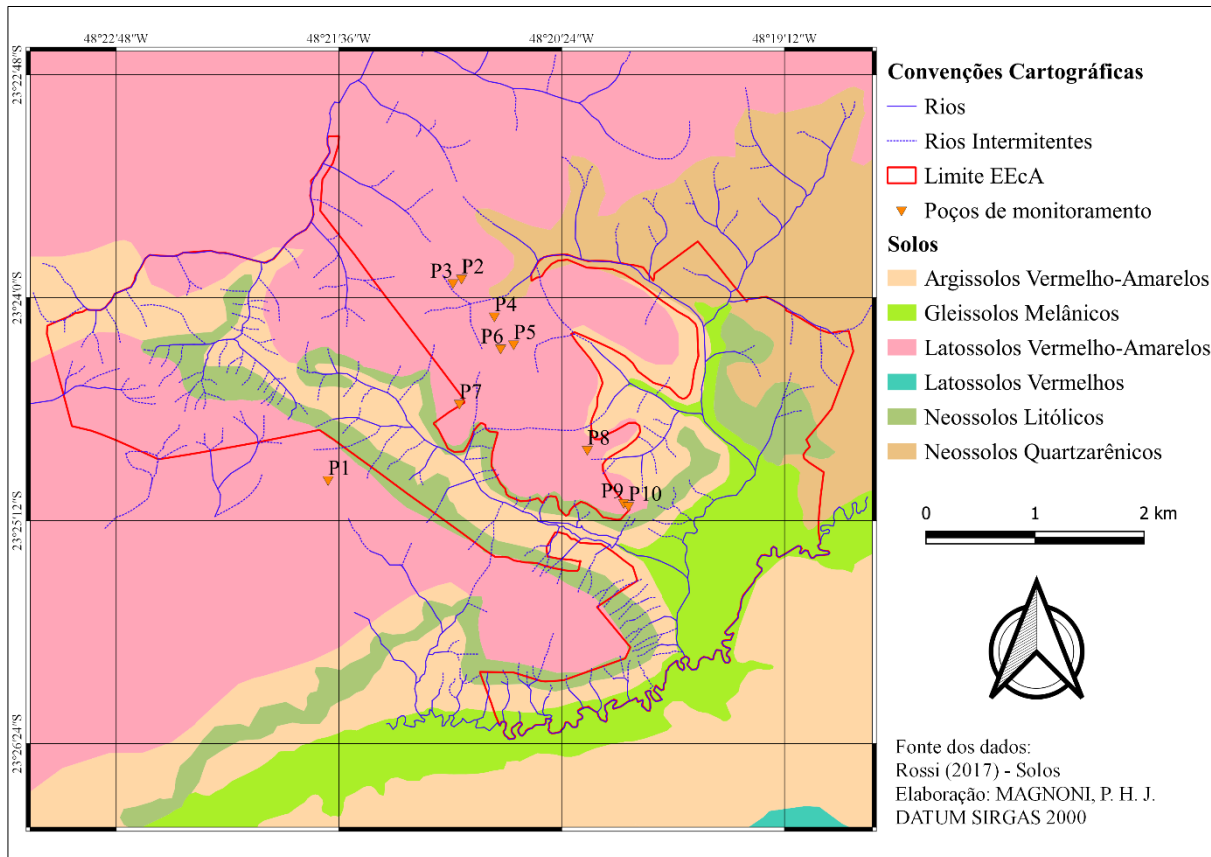 48°22'48"W
48°21'36"W
48°20'24"W
48°19'12"W
23°22'48"S
23°24'0"S
23°25'12"S
23°26'24"S
P3
P2
P4
P6
P5
P7
P8
P1
P9
P10
Convenções Cartográficas
Rios
Rios Intermitentes
Limite EEcA
Poços de monitoramento
Solos
Argissolos Vermelho-Amarelos
Gleissolos Melânicos
Latossolos Vermelho-Amarelos
Latossolos Vermelhos
Neossolos Litólicos
Neossolos Quartzarênicos
0 1 2 km
Fonte dos dados:
Rossi (2017) - Solos
Elaboração: MAGNONI, P. H. J.
DATUM SIRGAS 2000